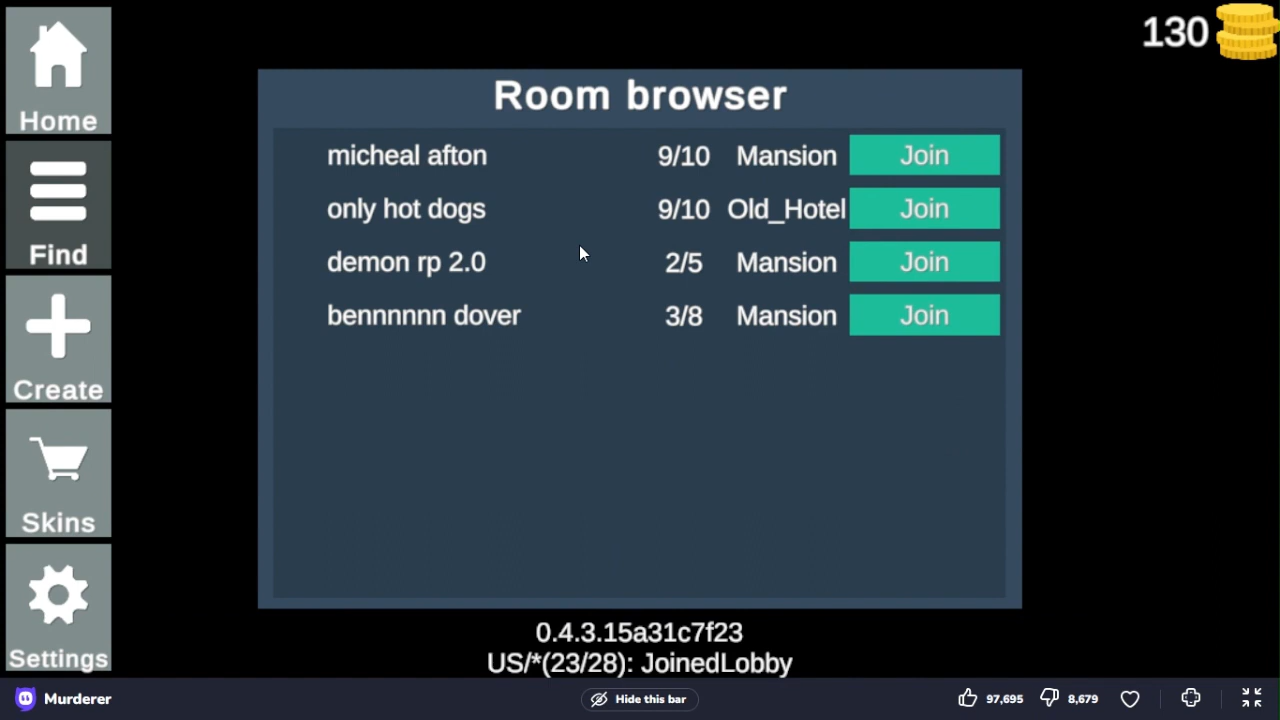 130
Home
Room browser
micheal afton 9/10 Mansion Join
only hot dogs 9/10 Old_Hotel Join
Find
demon rp 2.0 2/5 Mansion Join
bennnnnn dover 3/8 Mansion Join
Create
Skins
Settings
0.4.3.15a31c7f23
US/*(23/28): JoinedLobby
Murderer
Hide this bar
97,695
8,679